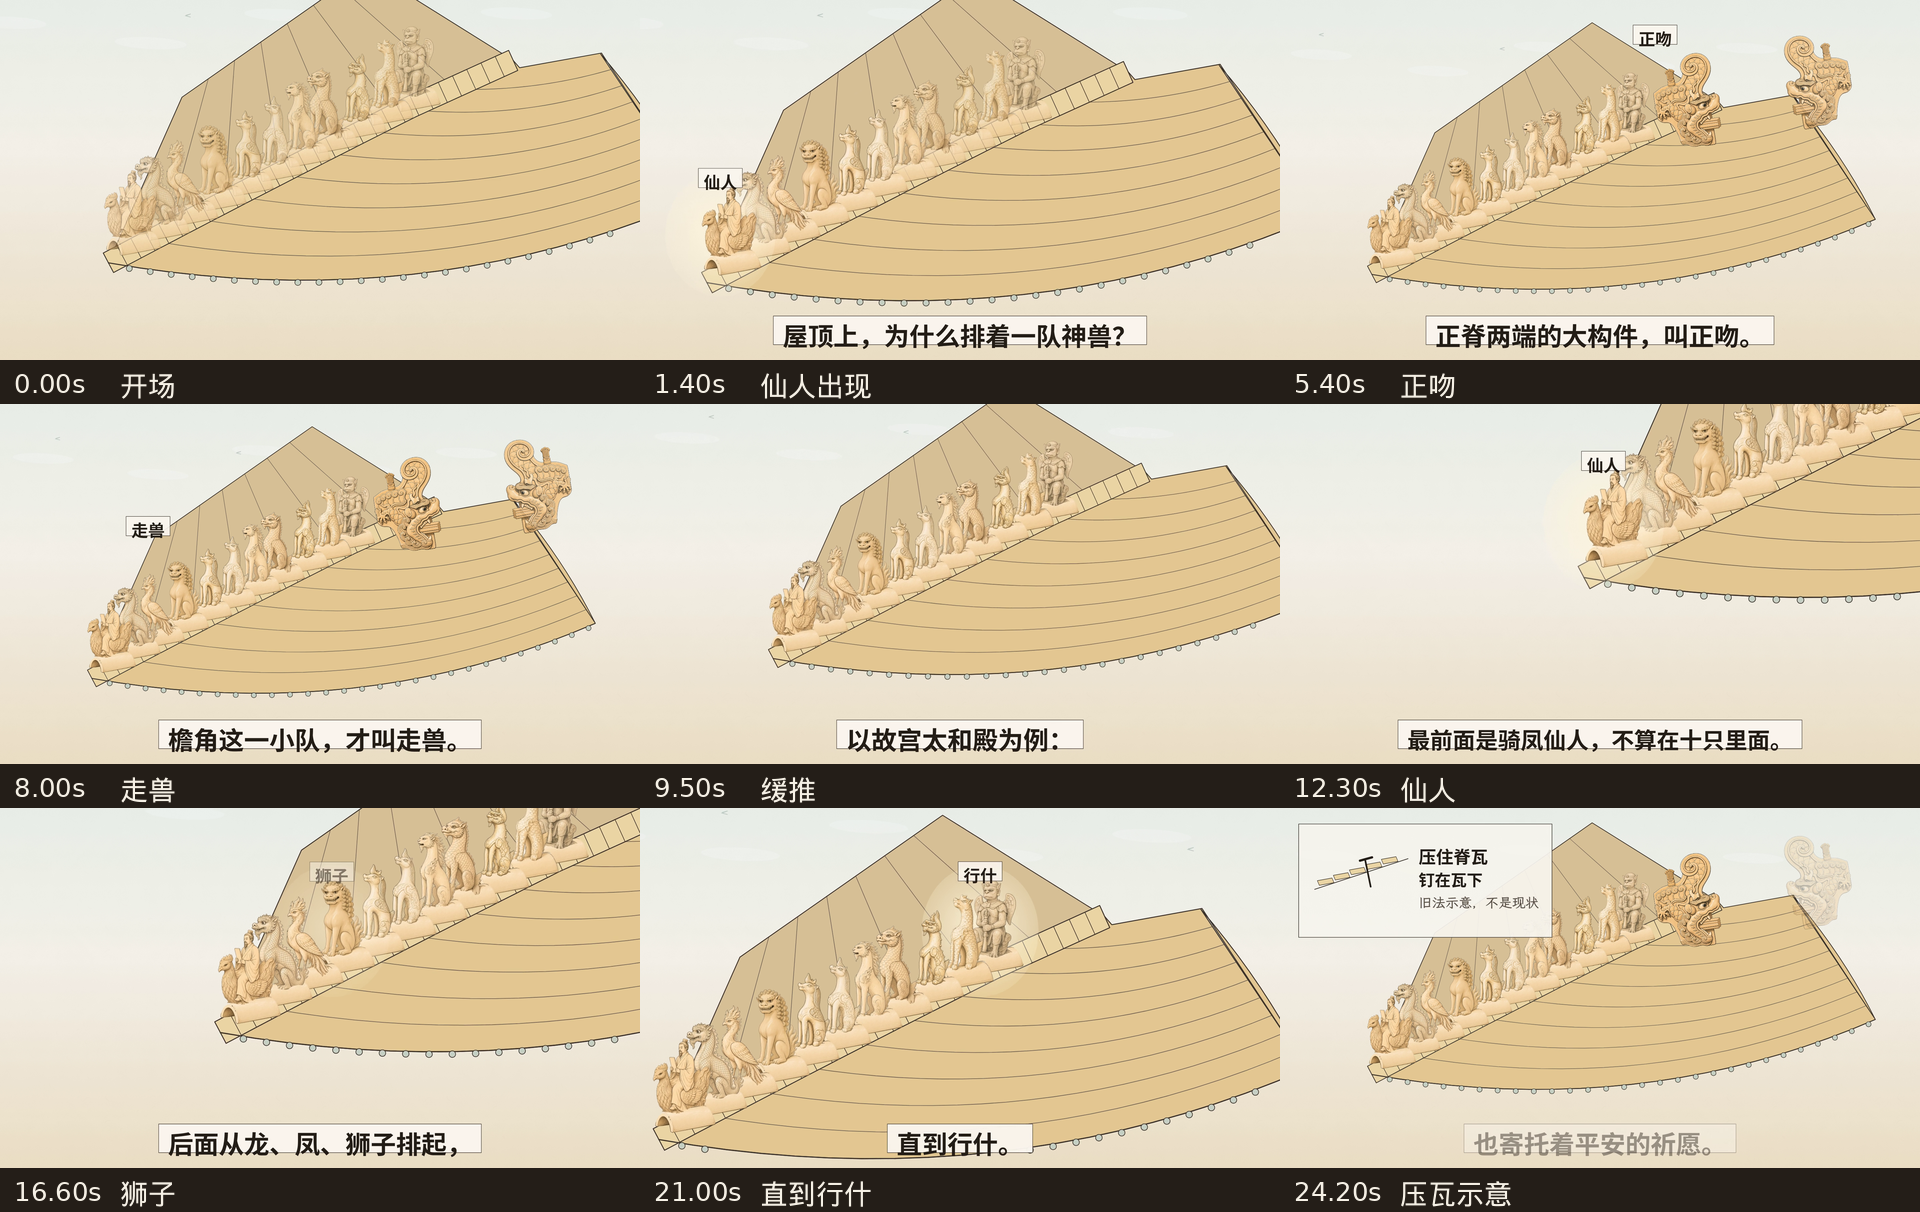 0.00s 开场
仙人
屋顶上，为什么排着一队神兽？
1.40s 仙人出现
正吻
正脊两端的大构件，叫正吻。
5.40s 正吻
走兽
檐角这一小队，才叫走兽。
8.00s 走兽
以故宫太和殿为例：
9.50s 缓推
仙人
最前面是骑凤仙人，不算在十只里面。
12.30s 仙人
狮子
后面从龙、凤、狮子排起，
16.60s 狮子
行什
直到行什。
21.00s 直到行什
压住脊瓦
钉在瓦下
旧法示意，不是现状
也寄托着平安的祈愿。
24.20s 压瓦示意